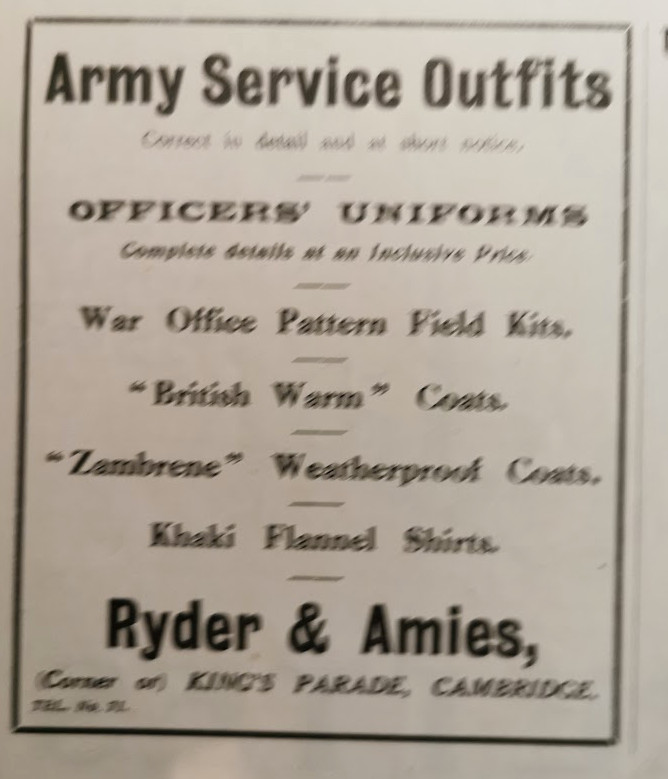 Army Service Outfits
Correct in detail and at short notice.
OFFICERS' UNIFORMS
Complete details at an Inclusive Price.
War Office Pattern Field Kits.
"British Warm" Coats.
"Zambrene" Weatherproof Coats.
Khaki Flannel Shirts.
Ryder & Amies,
(Corner of) KING'S PARADE, CAMBRIDGE.
TEL. No.